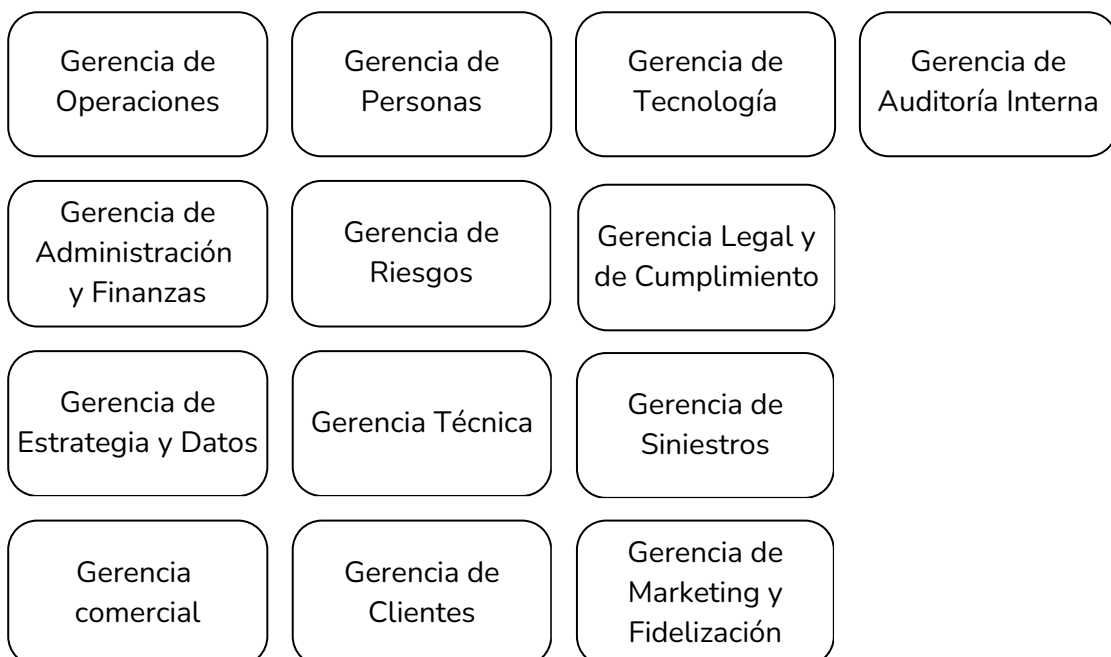 Gerencia de
Operaciones
Gerencia de
Personas
Gerencia de
Tecnología
Gerencia de
Auditoría Interna
Gerencia de
Administración
y Finanzas
Gerencia de
Riesgos
Gerencia Legal y
de Cumplimiento
Gerencia de
Estrategia y Datos
Gerencia Técnica
Gerencia de
Siniestros
Gerencia
comercial
Gerencia de
Clientes
Gerencia de
Marketing y
Fidelización